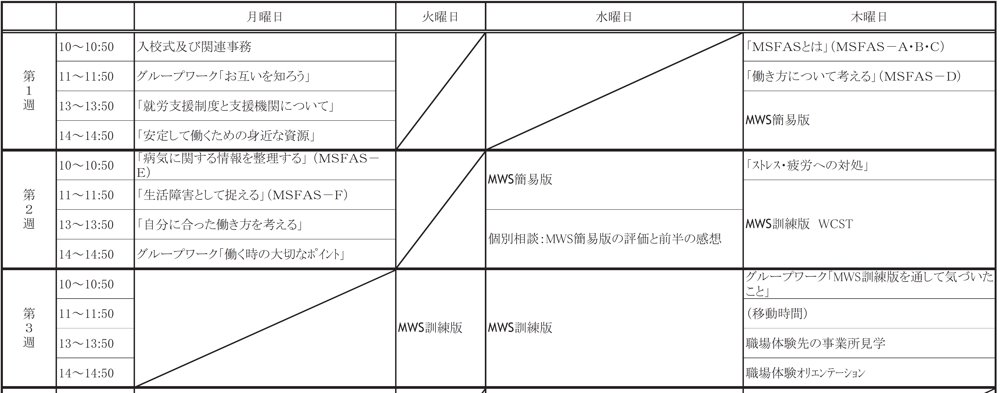 月曜日 火曜日 水曜日 木曜日
第1週
10～10:50 入校式及び関連事務 「MSFASとは」（MSFAS－A・B・C）
11～11:50 グループワーク「お互いを知ろう」 「働き方について考える」（MSFAS－D）
13～13:50 「就労支援制度と支援機関について」 MWS簡易版
14～14:50 「安定して働くための身近な資源」
第2週
10～10:50 「病気に関する情報を整理する」（MSFAS－
E） MWS簡易版 「ｽﾄﾚｽ・疲労への対処」
11～11:50 「生活障害として捉える」（MSFAS－F） MWS訓練版　WCST
13～13:50 「自分に合った働き方を考える」 個別相談：MWS簡易版の評価と前半の感想
14～14:50 グループワーク「働く時の大切なﾎﾟｲﾝﾄ」
第3週
10～10:50 MWS訓練版 MWS訓練版 グループワーク「MWS訓練版を通して気づいた
こと」
11～11:50 （移動時間）
13～13:50 職場体験先の事業所見学
14～14:50 職場体験ｵﾘｴﾝﾃｰｼｮﾝ